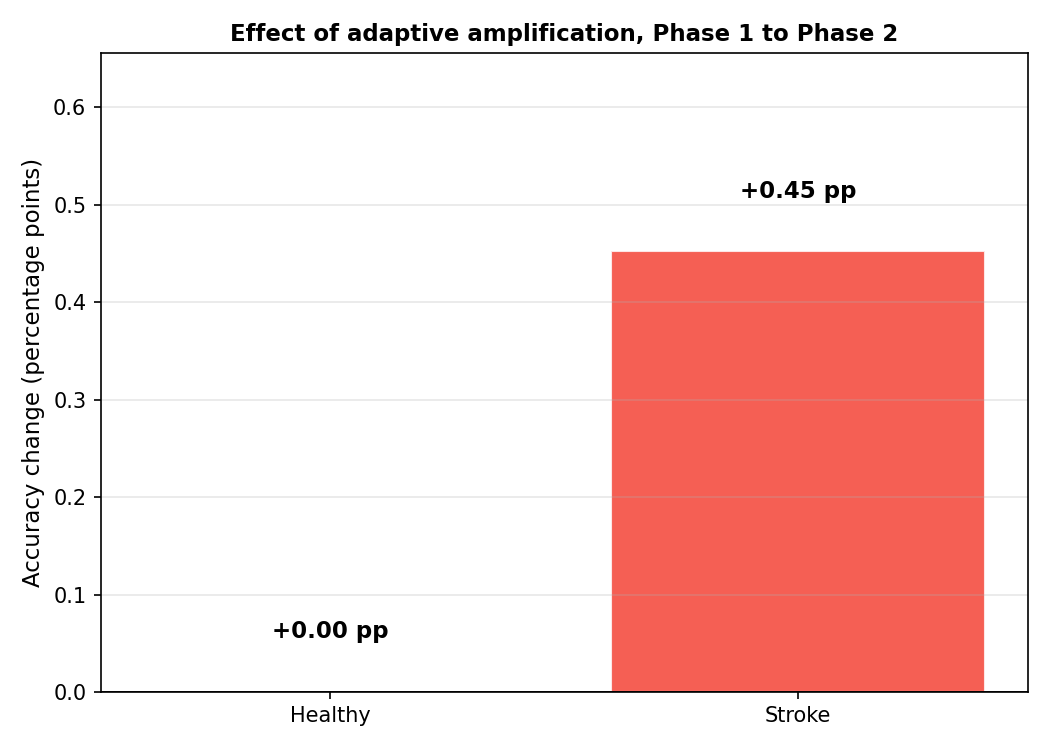 Effect of adaptive amplification, Phase 1 to Phase 2
Accuracy change (percentage points)
0.6
0.5
0.4
0.3
0.2
0.1
0.0
+0.00 pp
+0.45 pp
Healthy
Stroke